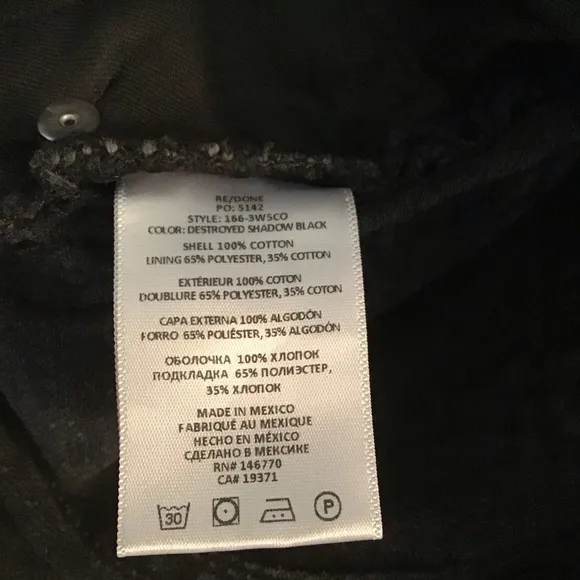 RE/DONE
PO: 5142
STYLE: 166-3W5CO
COLOR: DESTROYED SHADOW BLACK
SHELL 100% COTTON
LINING 65% POLYESTER, 35% COTTON
EXTÉRIEUR 100% COTON
DOUBLURE 65% POLYESTER, 35% COTON
CAPA EXTERNA 100% ALGODÓN
FORRO 65% POLIÉSTER, 35% ALGODÓN
ОБОЛОЧКА 100% ХЛОПОК
ПОДКЛАДКА 65% ПОЛИЭСТЕР,
35% ХЛОПОК
MADE IN MEXICO
FABRIQUÉ AU MEXIQUE
HECHO EN MÉXICO
СДЕЛАНО В МЕКСИКЕ
RN# 146770
CA# 19371
30 P